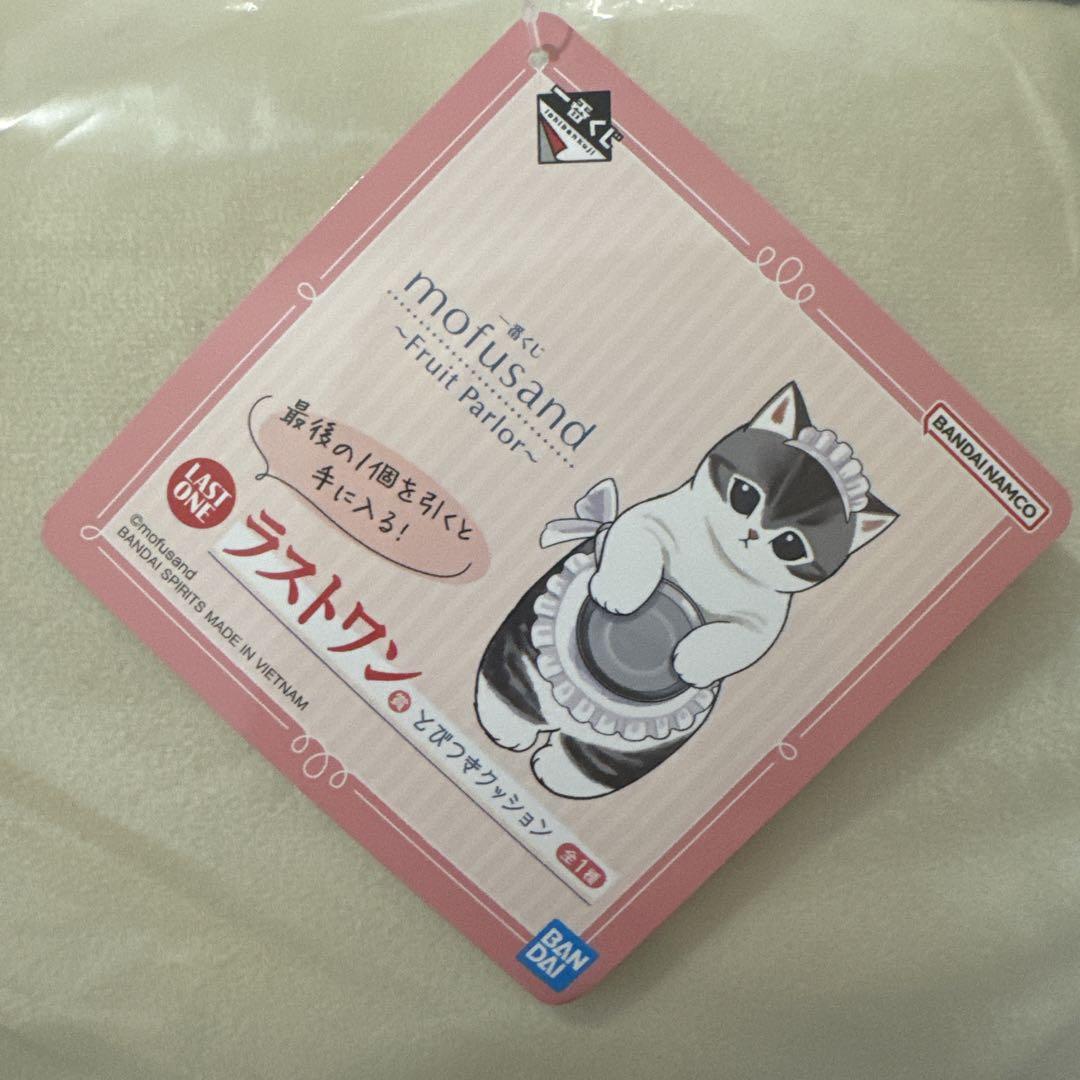 一番くじ
ichibankuji
一番くじ
mofusand
~Fruit Parlor~
BANDAI NAMCO
最後の1個を引くと
手に入る!
LAST
ONE
ラストワン賞
とびつきクッション
全1種
©mofusand
BANDAI SPIRITS MADE IN VIETNAM
BAN
DAI